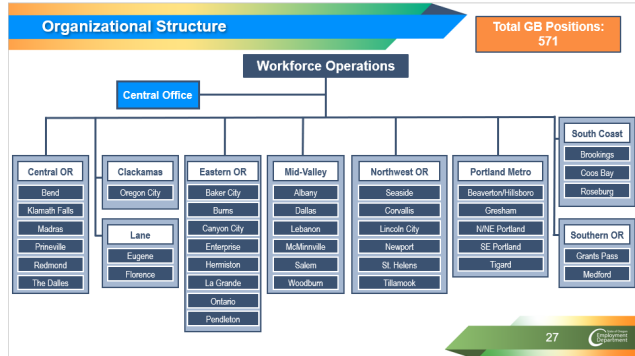 Organizational Structure
Total GB Positions:
571
Workforce Operations
Central Office
Central OR
Bend
Klamath Falls
Madras
Prineville
Redmond
The Dalles
Clackamas
Oregon City
Lane
Eugene
Florence
Eastern OR
Baker City
Burns
Canyon City
Enterprise
Hermiston
La Grande
Ontario
Pendleton
Mid-Valley
Albany
Dallas
Lebanon
McMinnville
Salem
Woodburn
Northwest OR
Seaside
Corvallis
Lincoln City
Newport
St. Helens
Tillamook
Portland Metro
Beaverton/Hillsboro
Gresham
N/NE Portland
SE Portland
Tigard
South Coast
Brookings
Coos Bay
Roseburg
Southern OR
Grants Pass
Medford
27
State of Oregon
Employment
Department